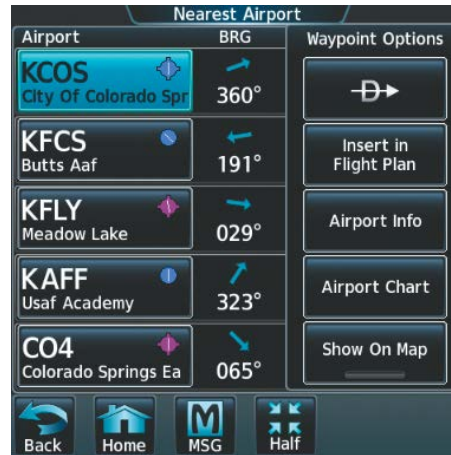 Nearest Airport
Airport BRG
Waypoint Options
KCOS
City Of Colorado Spr
360°
KFCS
Butts Aaf
191°
KFLY
Meadow Lake
029°
KAFF
Usaf Academy
323°
CO4
Colorado Springs Ea
065°
D
Insert in
Flight Plan
Airport Info
Airport Chart
Show On Map
Back
Home
M
MSG
Half